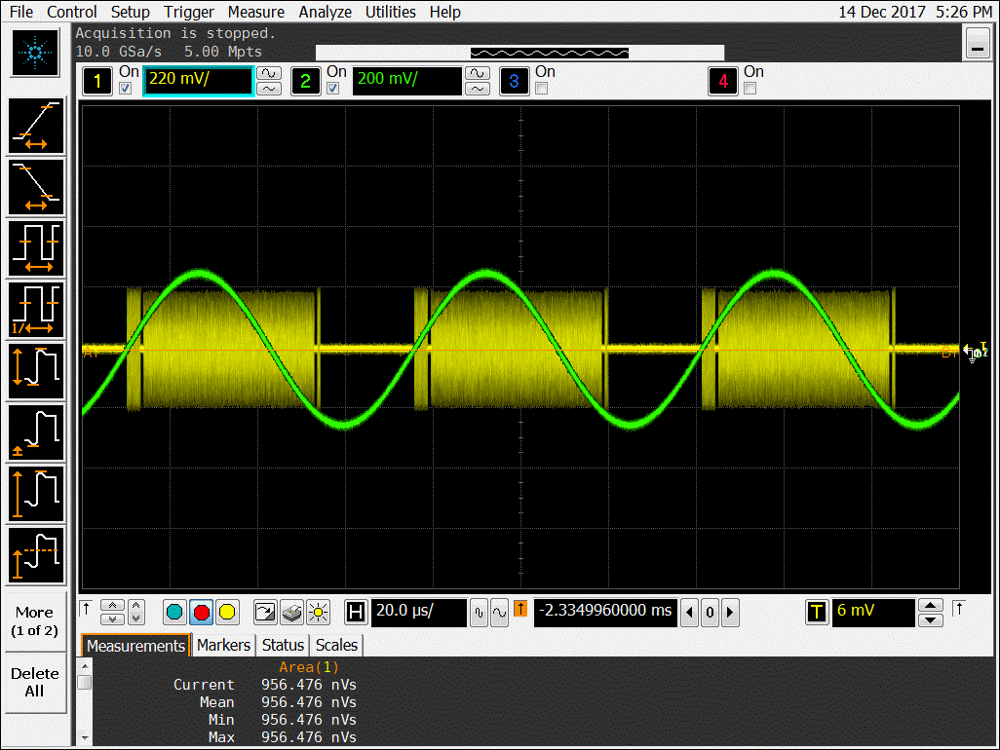 File Control Setup Trigger Measure Analyze Utilities Help 14 Dec 2017 5:26 PM
Acquisition is stopped.
10.0 GSa/s 5.00 Mpts
1 On 220 mV/ 2 On 200 mV/ 3 On 4 On
1/
More
(1 of 2)
Delete
All
H 20.0 µs/ -2.3349960000 ms 0 T 6 mV
Measurements Markers Status Scales
Area(1)
Current 956.476 nVs
Mean 956.476 nVs
Min 956.476 nVs
Max 956.476 nVs